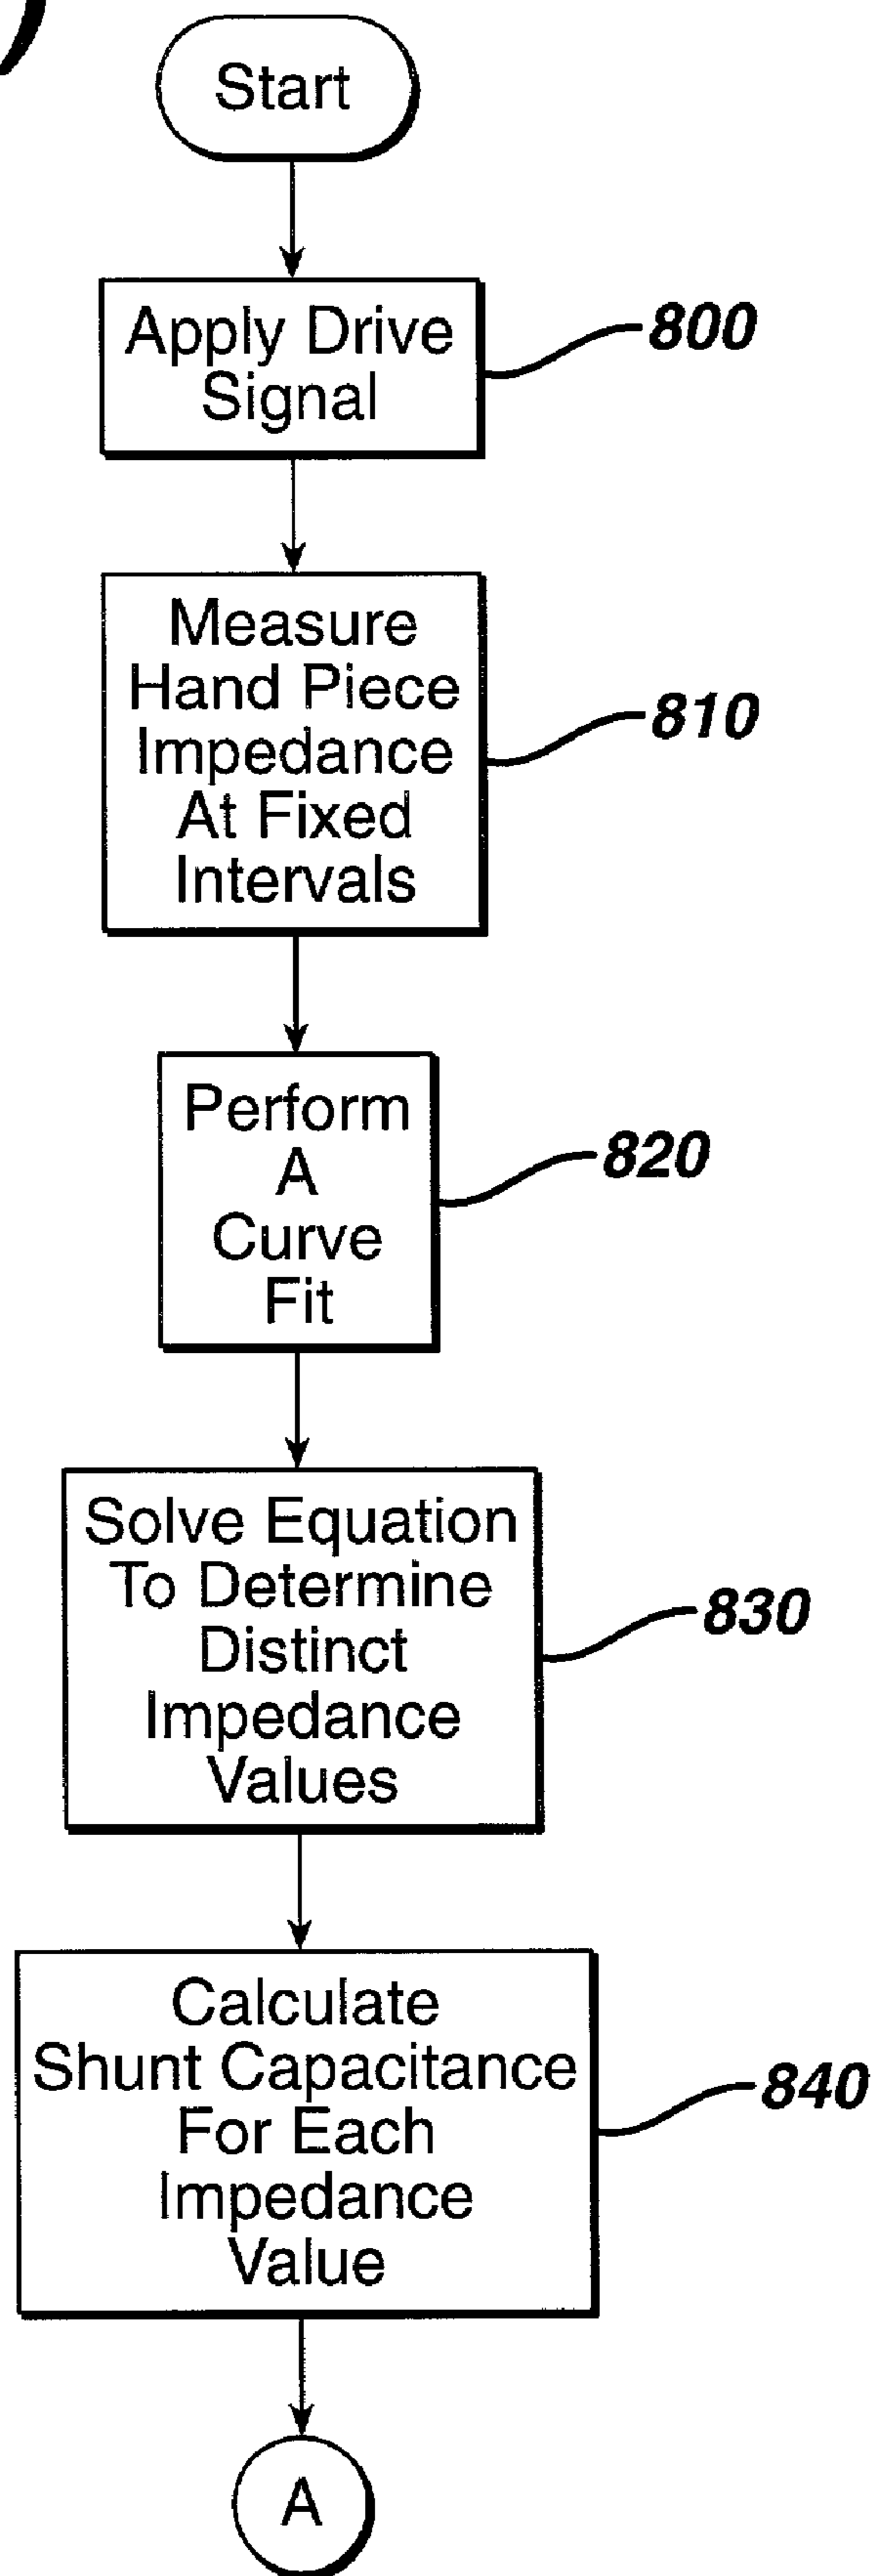 )
Start
Apply Drive
Signal
800
Measure
Hand Piece
Impedance
At Fixed
Intervals
810
Perform
A
Curve
Fit
820
Solve Equation
To Determine
Distinct
Impedance
Values
830
Calculate
Shunt Capacitance
For Each
Impedance
Value
840
A